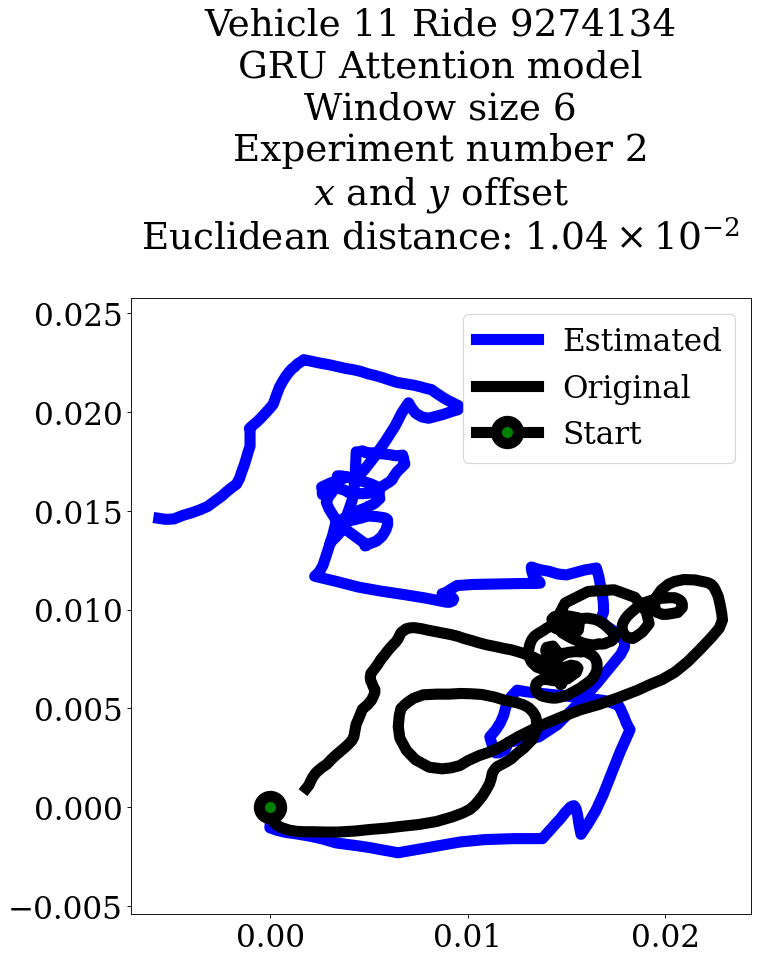 Vehicle 11 Ride 9274134
GRU Attention model
Window size 6
Experiment number 2
x and y offset
Euclidean distance: 1.04 × 10⁻²
Estimated
Original
Start
0.025
0.020
0.015
0.010
0.005
0.000
−0.005
0.00 0.01 0.02